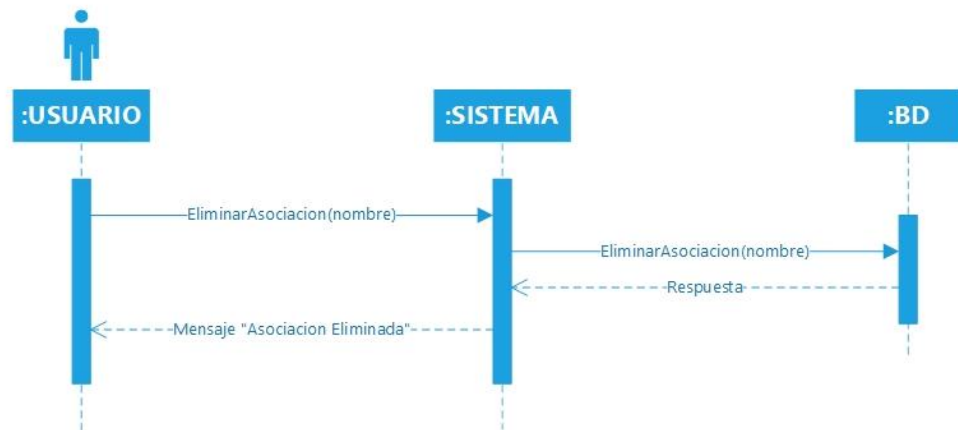 :USUARIO
:SISTEMA
:BD
EliminarAsociacion(nombre)
EliminarAsociacion(nombre)
Respuesta
Mensaje "Asociacion Eliminada"